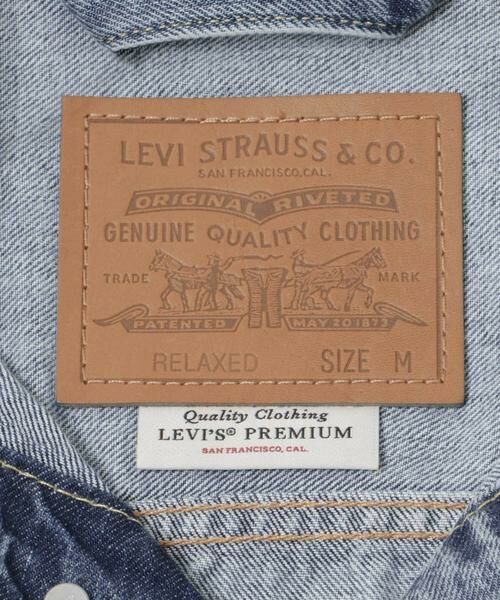 LEVI STRAUSS & CO.
SAN FRANCISCO, CAL.
ORIGINAL RIVETED
GENUINE QUALITY CLOTHING
TRADE MARK
PATENTED MAY 20 1873
RELAXED SIZE M
Quality Clothing
LEVI'S® PREMIUM
SAN FRANCISCO, CAL.